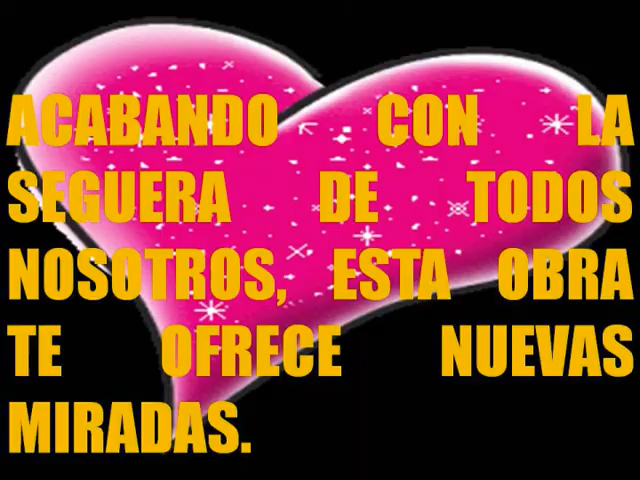 ACABANDO CON LA
SEGUERA DE TODOS
NOSOTROS, ESTA OBRA
TE OFRECE NUEVAS
MIRADAS.